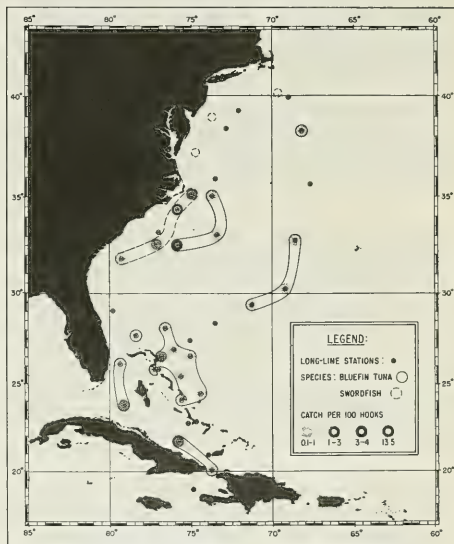 85° 80° 75° 70° 65° 60°
40° 40°
35° 35°
30° 30°
25° 25°
20° 20°
LEGEND:
LONG-LINE STATIONS:
SPECIES: BLUEFIN TUNA
SWORDFISH
CATCH PER 100 HOOKS
0.1-1 1-3 3-4 13.5
85° 80° 75° 70° 65° 60°